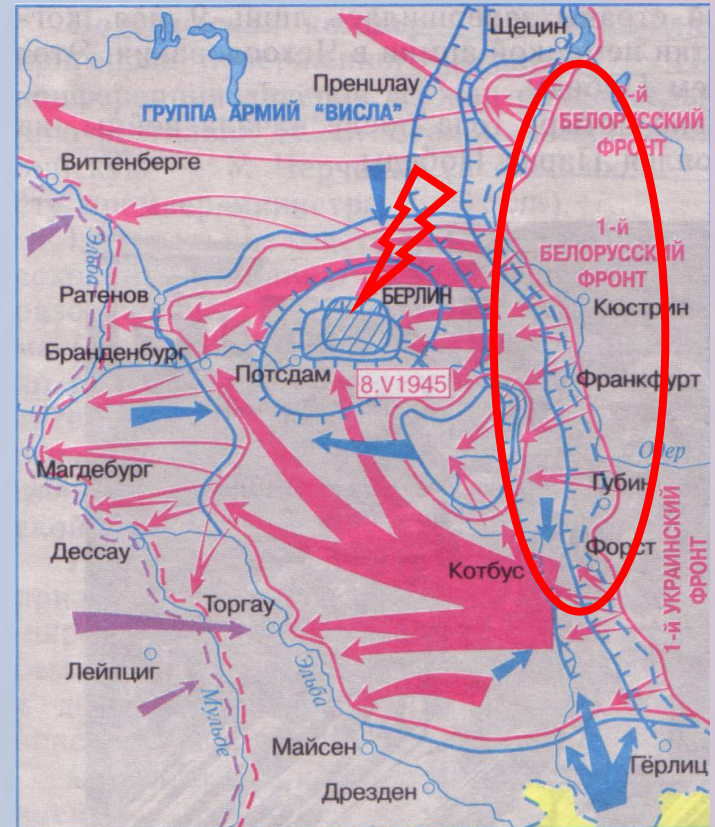 Щецин
Пренцлау
ГРУППА АРМИЙ "ВИСЛА"
-й
БЕЛОРУССКИЙ
ФРОНТ
Виттенберге
Эльба
1-й
БЕЛОРУССКИЙ
ФРОНТ
Ратенов
БЕРЛИН
Кюстрин
Бранденбург
Потсдам
8.V1945
Франкфурт
Одер
Магдебург
Губин
Дессау
Котбус
Форст
1-й УКРАИНСКИЙ
ФРОНТ
Торгау
Эльба
Лейпциг
Мульде
Майсен
Гёрлиц
Дрезден